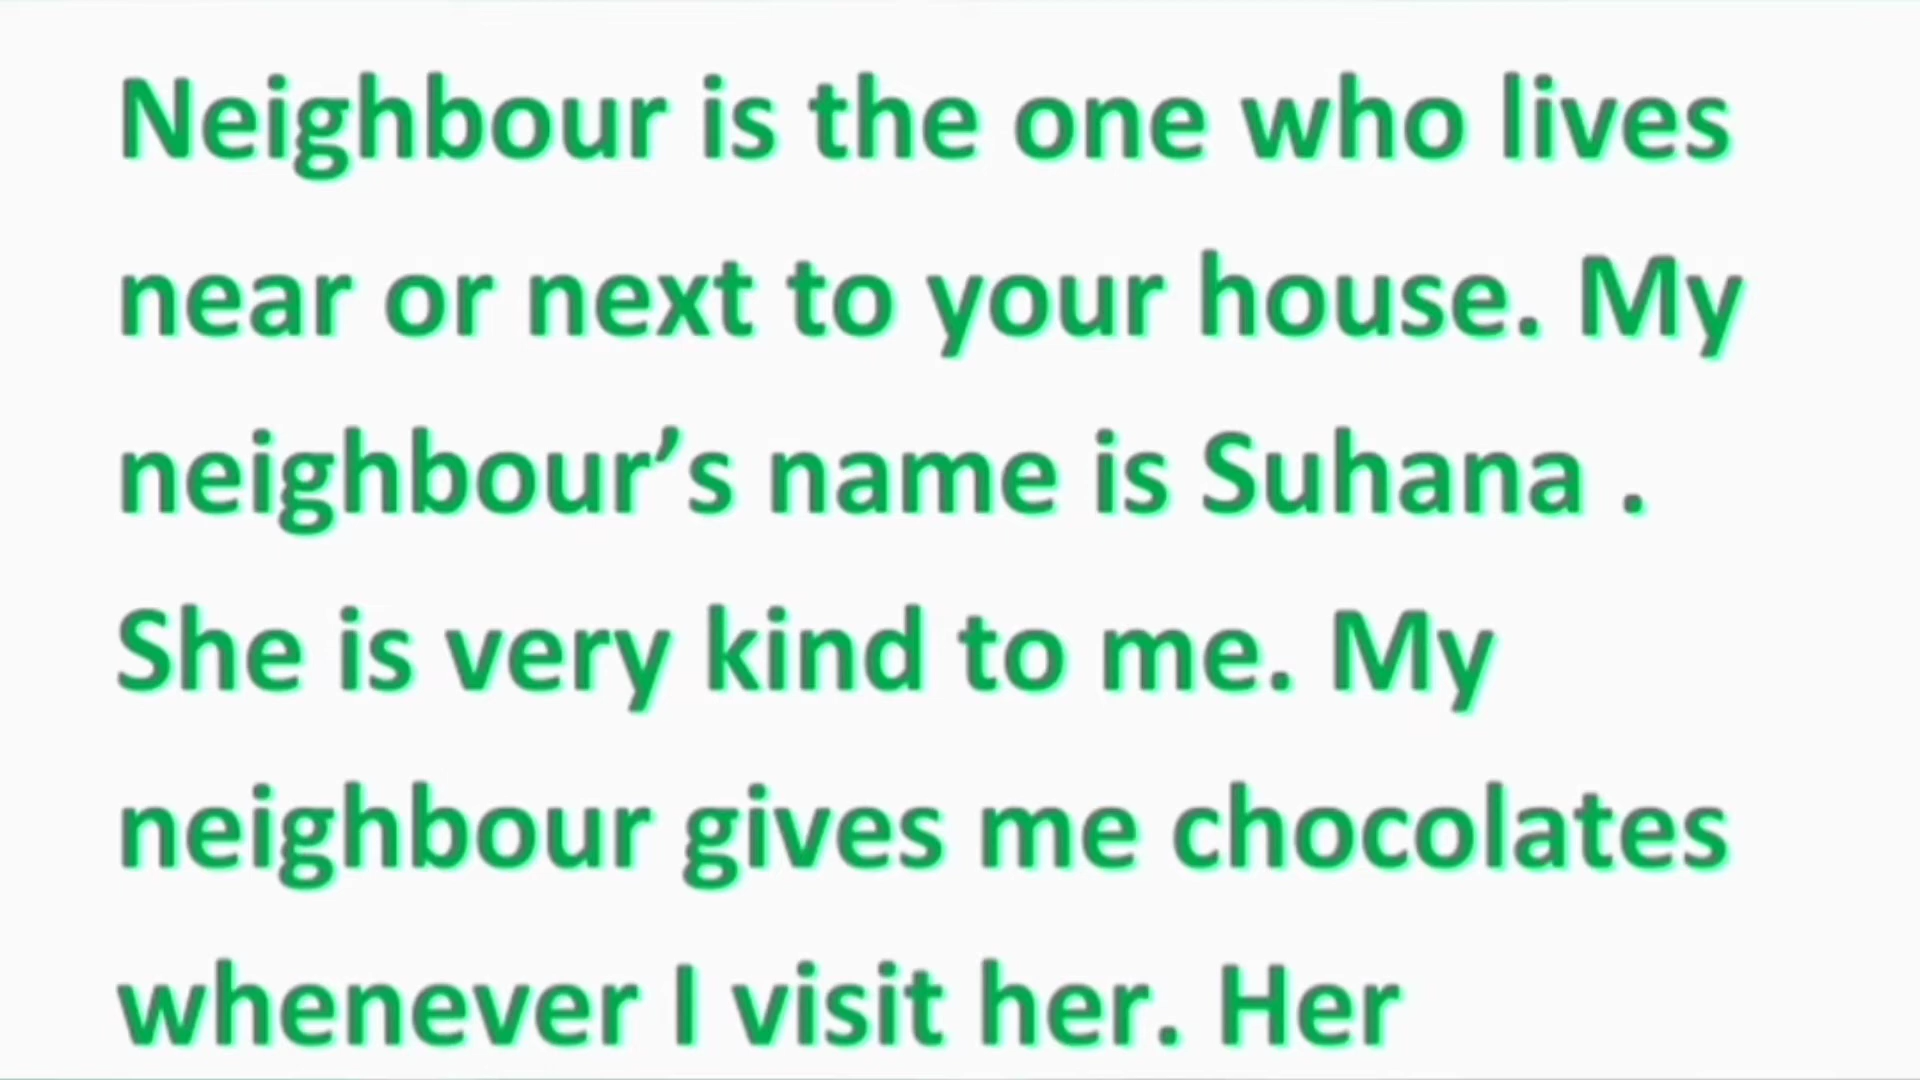 Neighbour is the one who lives
near or next to your house. My
neighbour’s name is Suhana .
She is very kind to me. My
neighbour gives me chocolates
whenever I visit her. Her